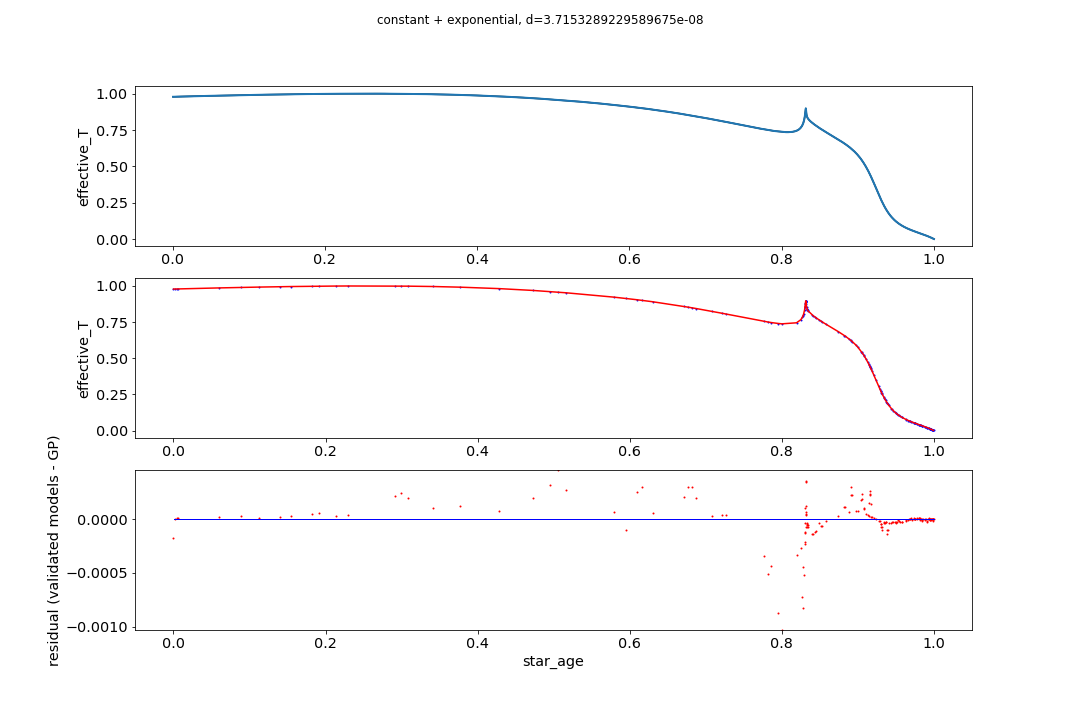 constant + exponential, d=3.7153289229589675e-08
1.00
0.75
0.50
0.25
0.00
effective_T
0.0 0.2 0.4 0.6 0.8 1.0
1.00
0.75
0.50
0.25
0.00
effective_T
0.0 0.2 0.4 0.6 0.8 1.0
0.0000
−0.0005
−0.0010
residual (validated models - GP)
0.0 0.2 0.4 0.6 0.8 1.0
star_age